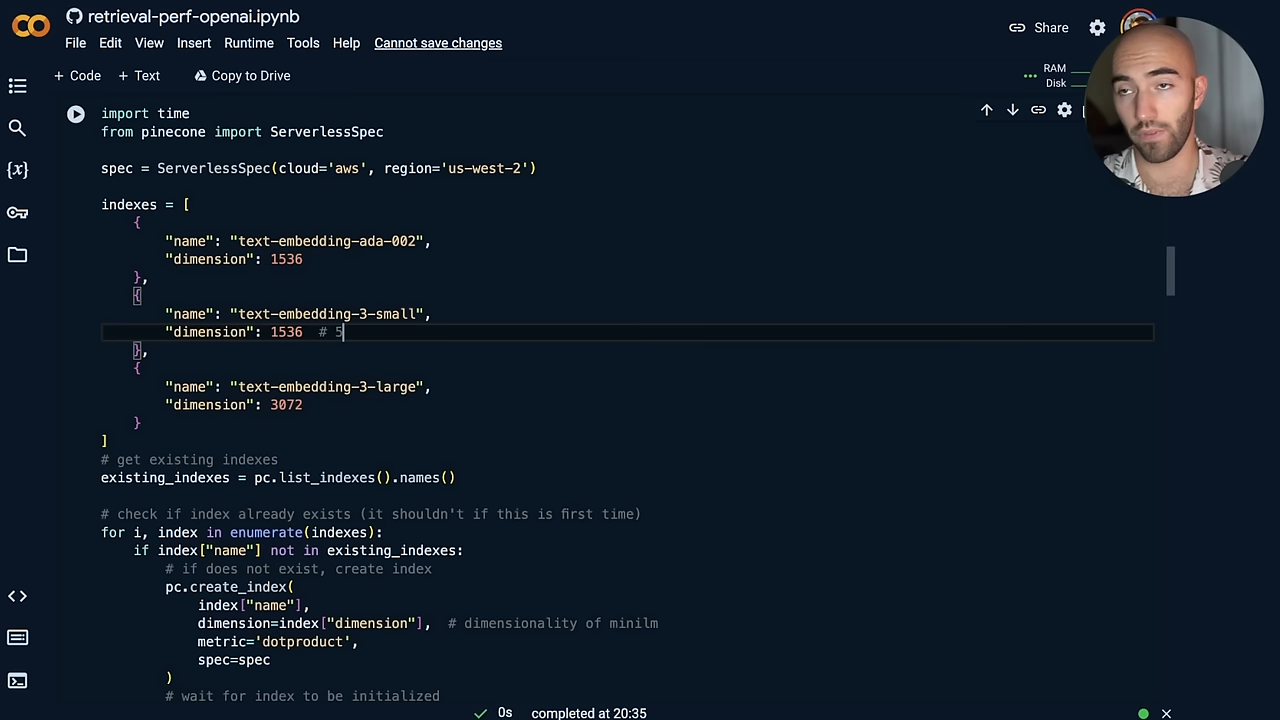 retrieval-perf-openai.ipynb
File Edit View Insert Runtime Tools Help Cannot save changes
Share
+ Code + Text Copy to Drive
RAM
Disk
import time
from pinecone import ServerlessSpec
spec = ServerlessSpec(cloud='aws', region='us-west-2')
indexes = [
{
"name": "text-embedding-ada-002",
"dimension": 1536
},
{
"name": "text-embedding-3-small",
"dimension": 1536  # 5
},
{
"name": "text-embedding-3-large",
"dimension": 3072
}
]
# get existing indexes
existing_indexes = pc.list_indexes().names()
# check if index already exists (it shouldn't if this is first time)
for i, index in enumerate(indexes):
if index["name"] not in existing_indexes:
# if does not exist, create index
pc.create_index(
index["name"],
dimension=index["dimension"],  # dimensionality of minilm
metric='dotproduct',
spec=spec
)
# wait for index to be initialized
0s completed at 20:35